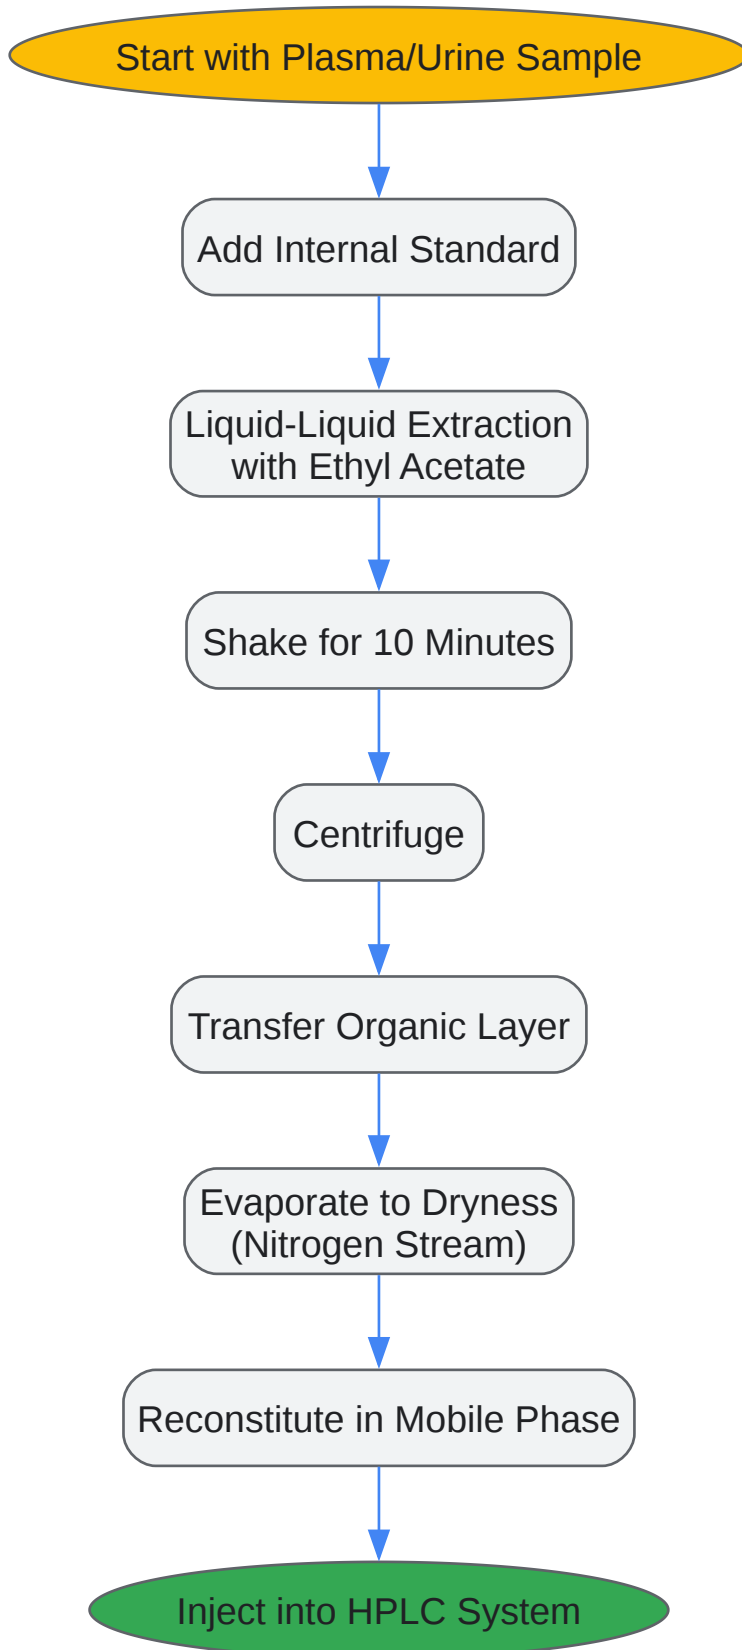 Start with Plasma/Urine Sample
Add Internal Standard
Liquid-Liquid Extraction
with Ethyl Acetate
Shake for 10 Minutes
Centrifuge
Transfer Organic Layer
Evaporate to Dryness
(Nitrogen Stream)
Reconstitute in Mobile Phase
Inject into HPLC System